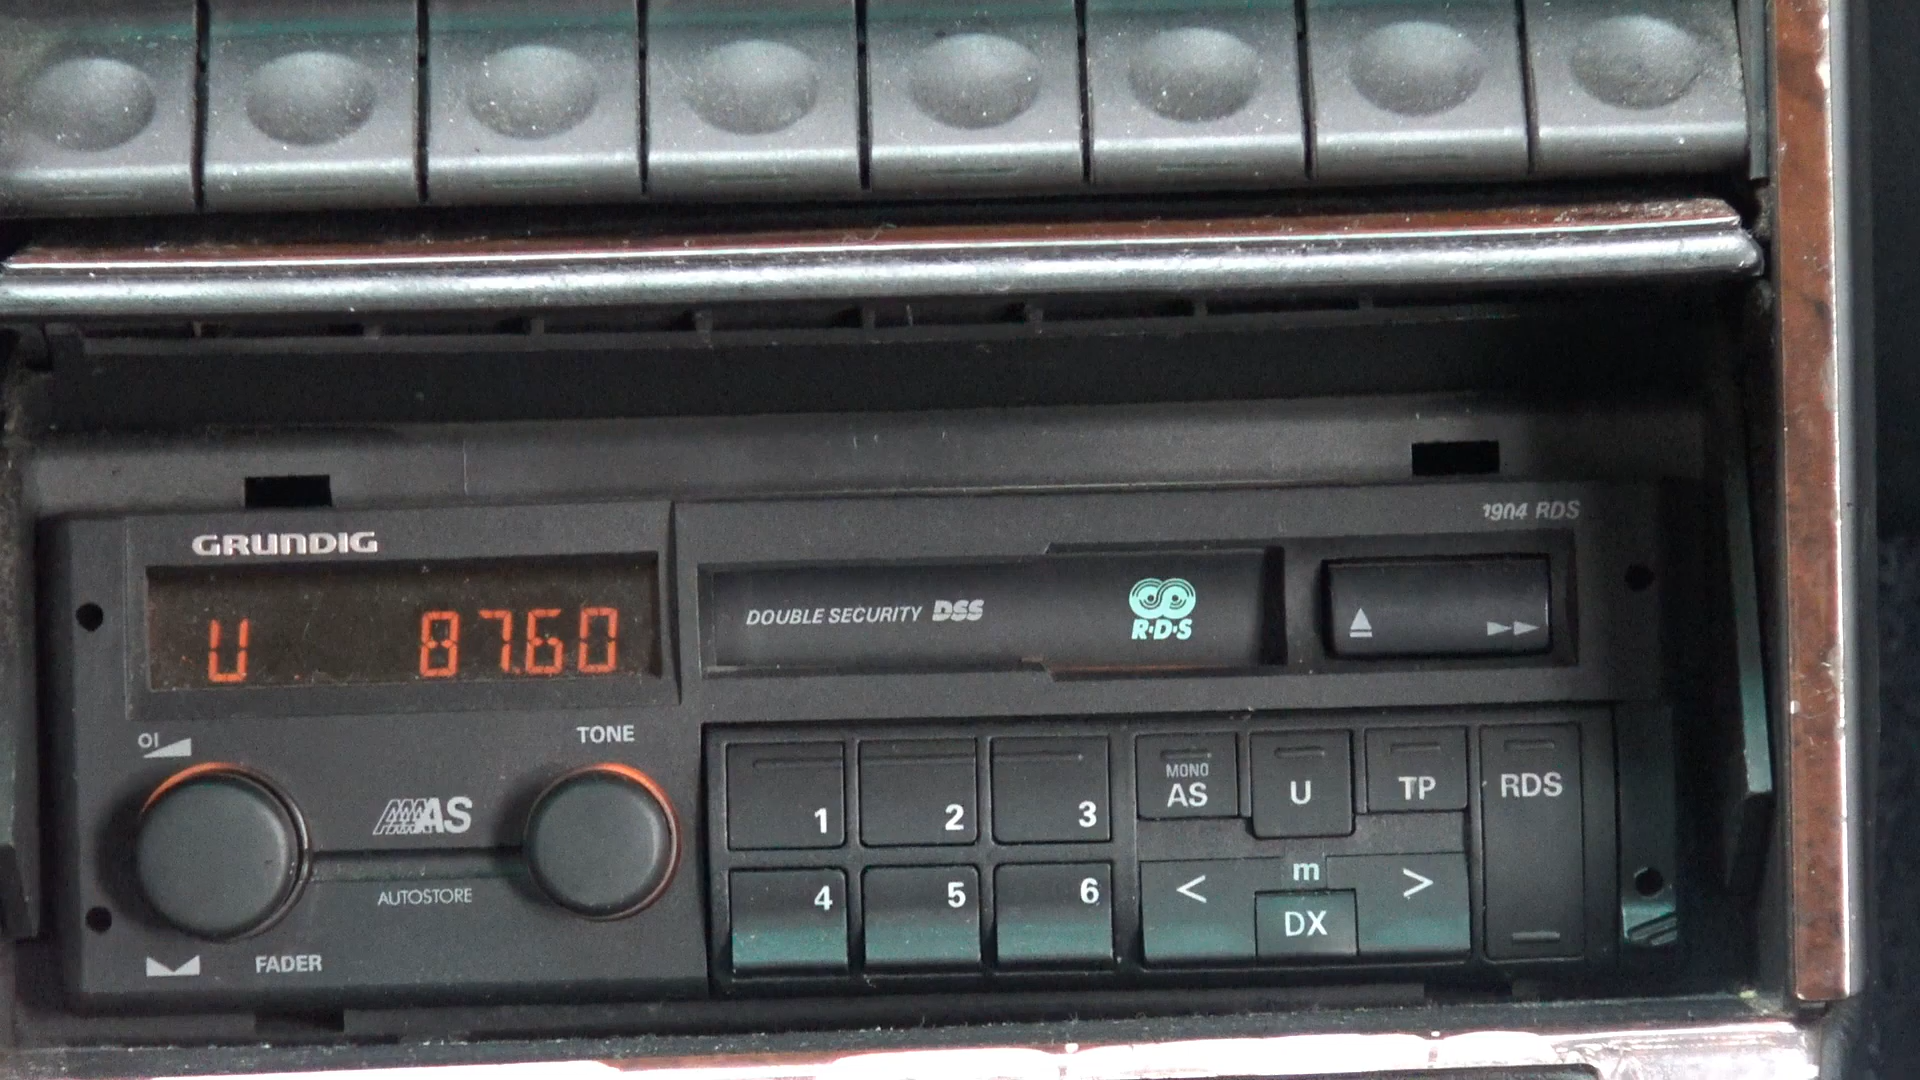 GRUNDIG
1904 RDS
U 87.60
DOUBLE SECURITY DSS
R·D·S
TONE
AS
AUTOSTORE
FADER
1
2
3
4
5
6
MONO
AS
U
TP
RDS
<
m
>
DX